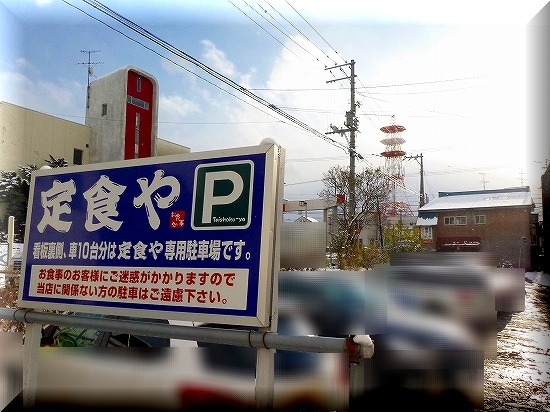 定食や
P
Teishoku-ya
看板裏側、車10台分は定食や専用駐車場です。
お食事のお客様にご迷惑がかかりますので
当店に関係ない方の駐車はご遠慮下さい。